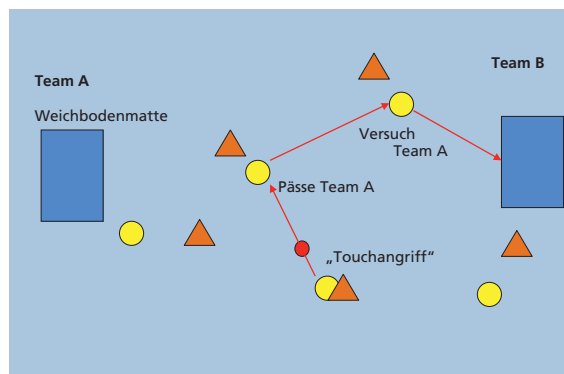 Team A
Weichbodenmatte
Team B
Versuch
Team A
Pässe Team A
„Touchangriff“